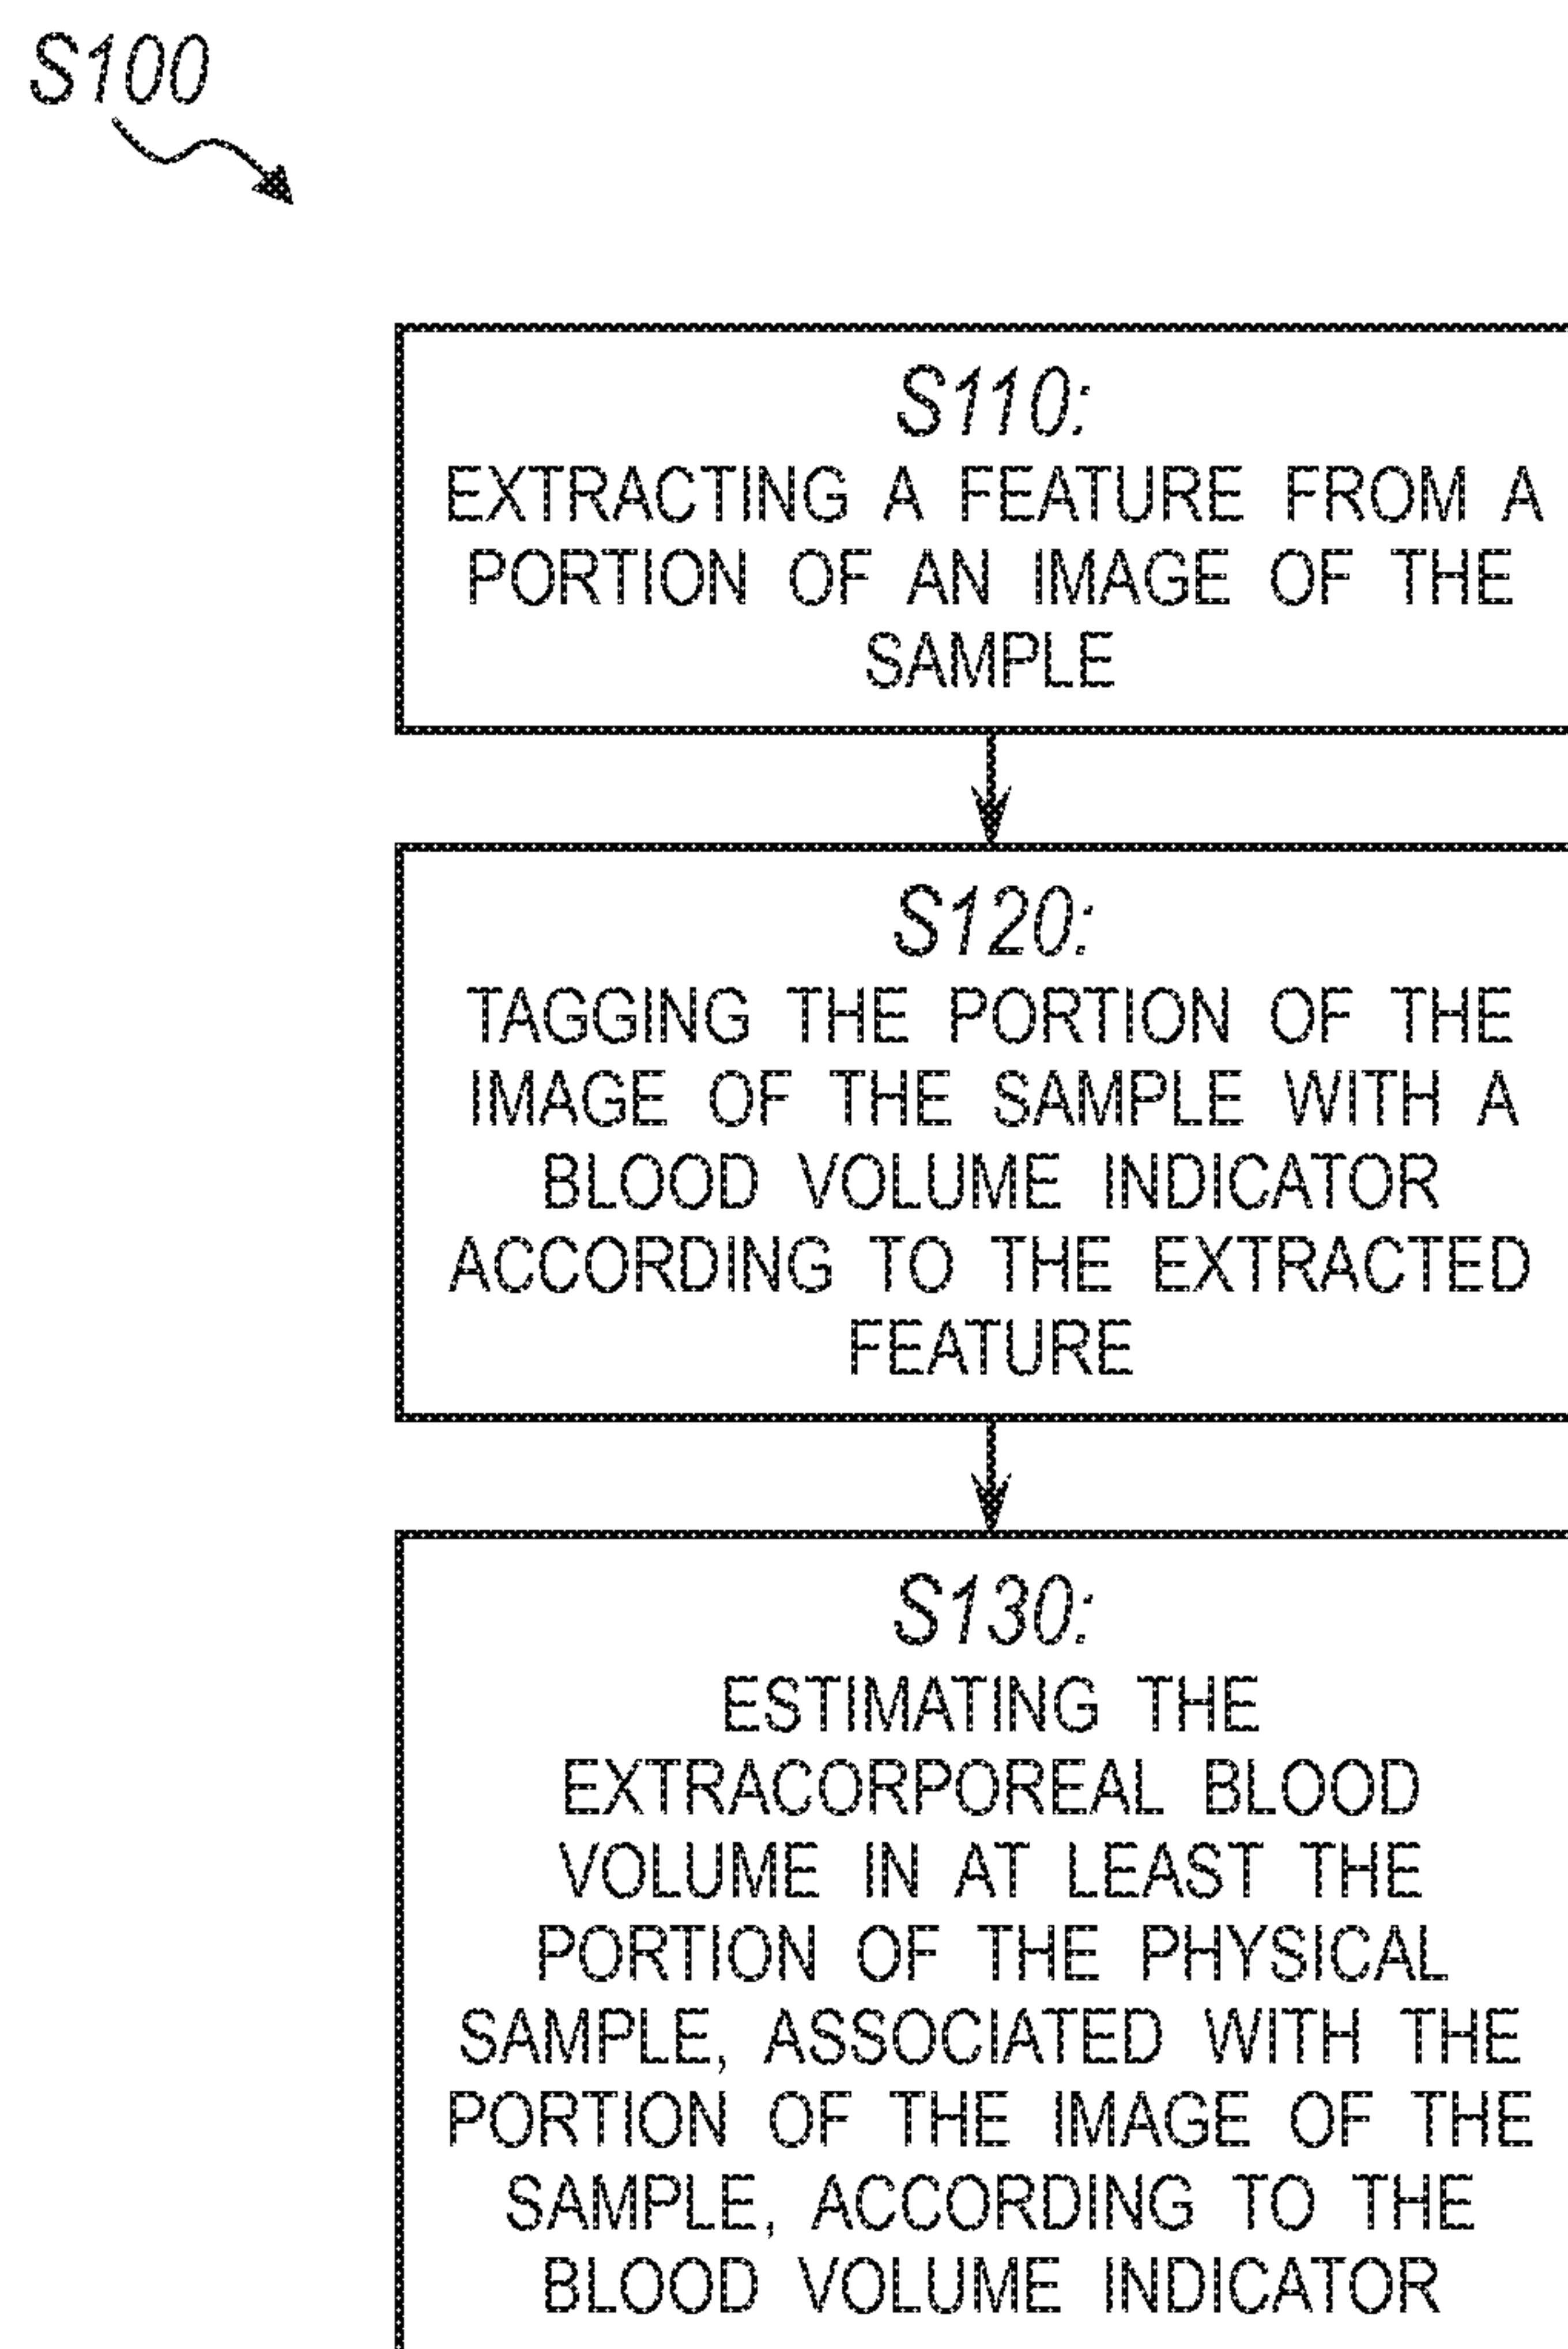 S100
S110:
EXTRACTING A FEATURE FROM A
PORTION OF AN IMAGE OF THE
SAMPLE
S120:
TAGGING THE PORTION OF THE
IMAGE OF THE SAMPLE WITH A
BLOOD VOLUME INDICATOR
ACCORDING TO THE EXTRACTED
FEATURE
S130:
ESTIMATING THE
EXTRACORPOREAL BLOOD
VOLUME IN AT LEAST THE
PORTION OF THE PHYSICAL
SAMPLE, ASSOCIATED WITH THE
PORTION OF THE IMAGE OF THE
SAMPLE, ACCORDING TO THE
BLOOD VOLUME INDICATOR